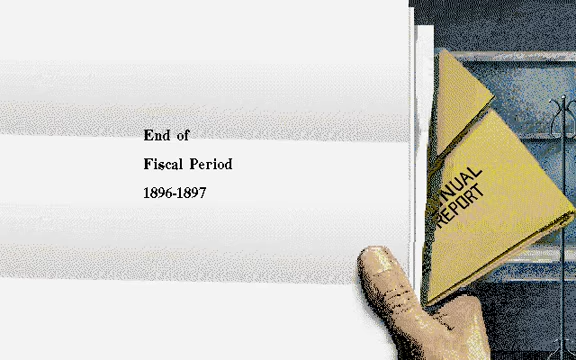 End of
Fiscal Period
1896-1897
NUAL
REPORT